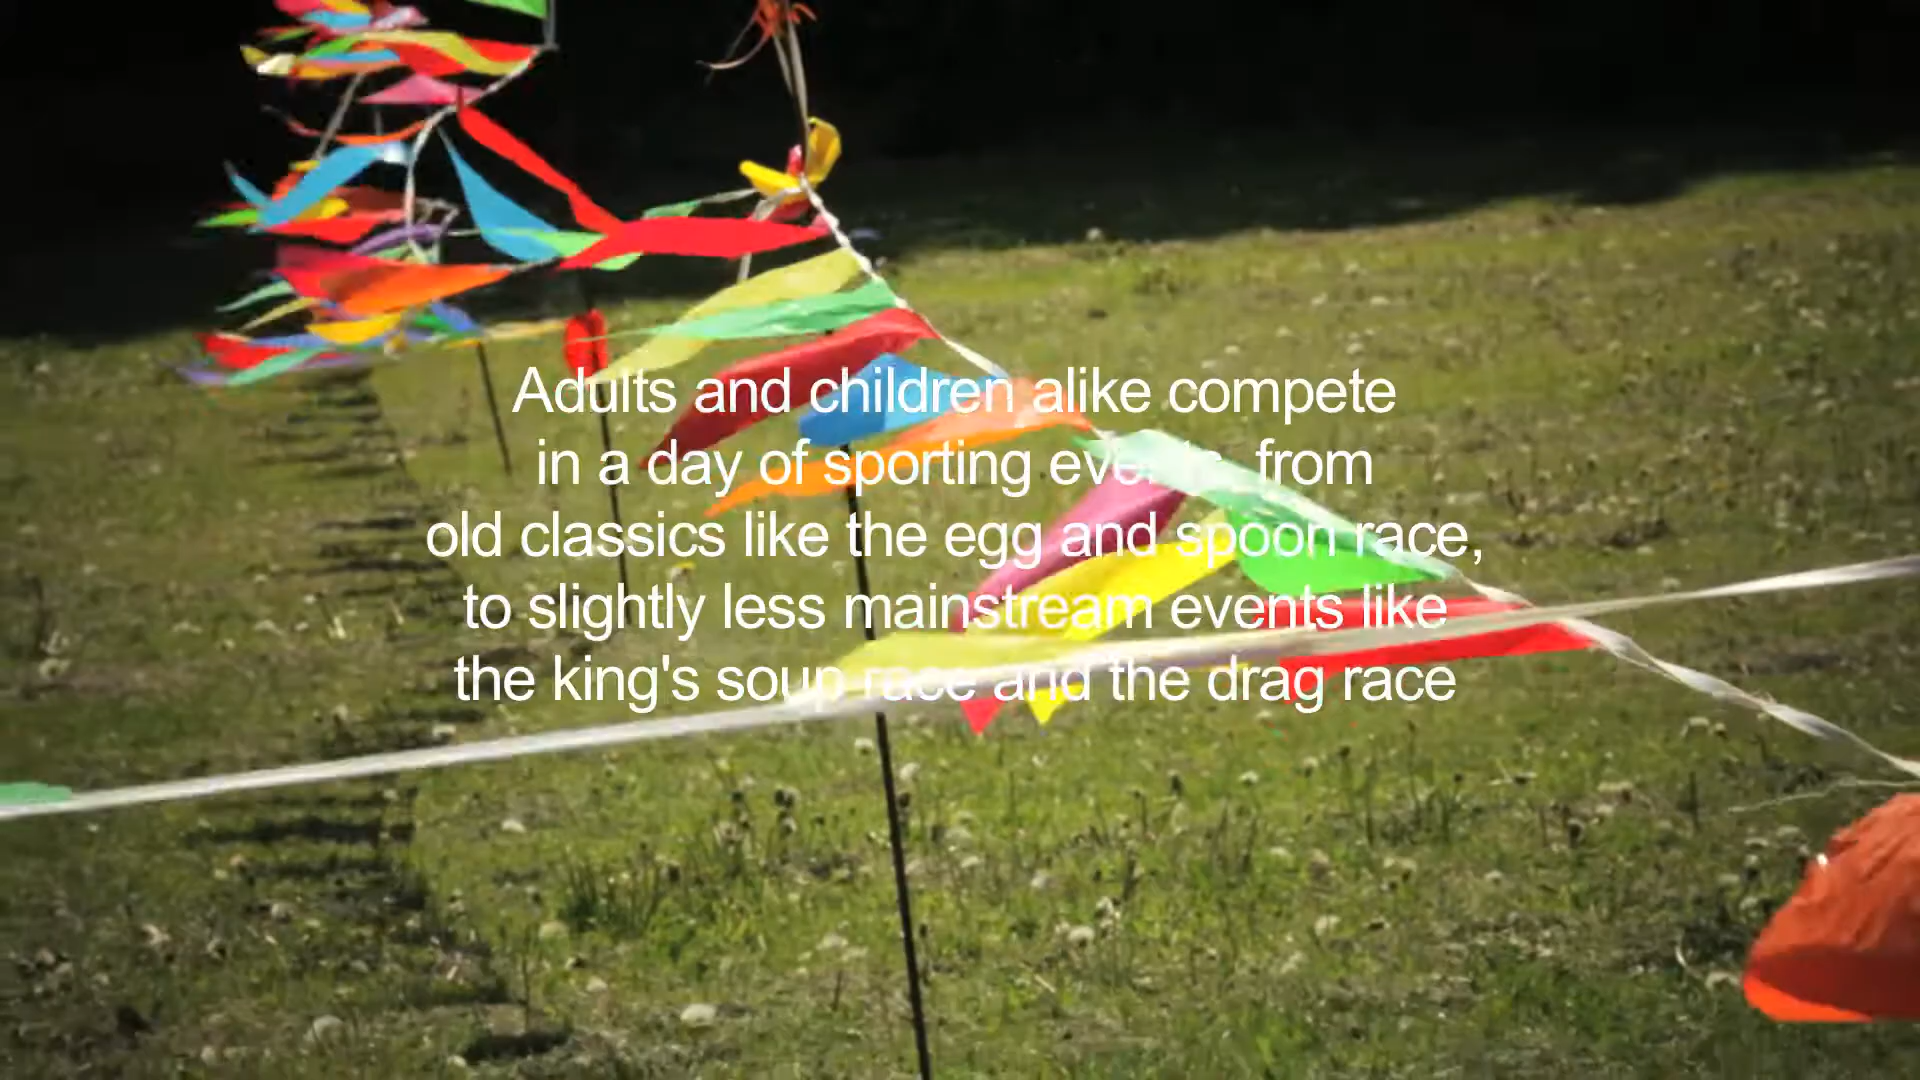 Adults and children alike compete
in a day of sporting events, from
old classics like the egg and spoon race,
to slightly less mainstream events like
the king's soup race and the drag race